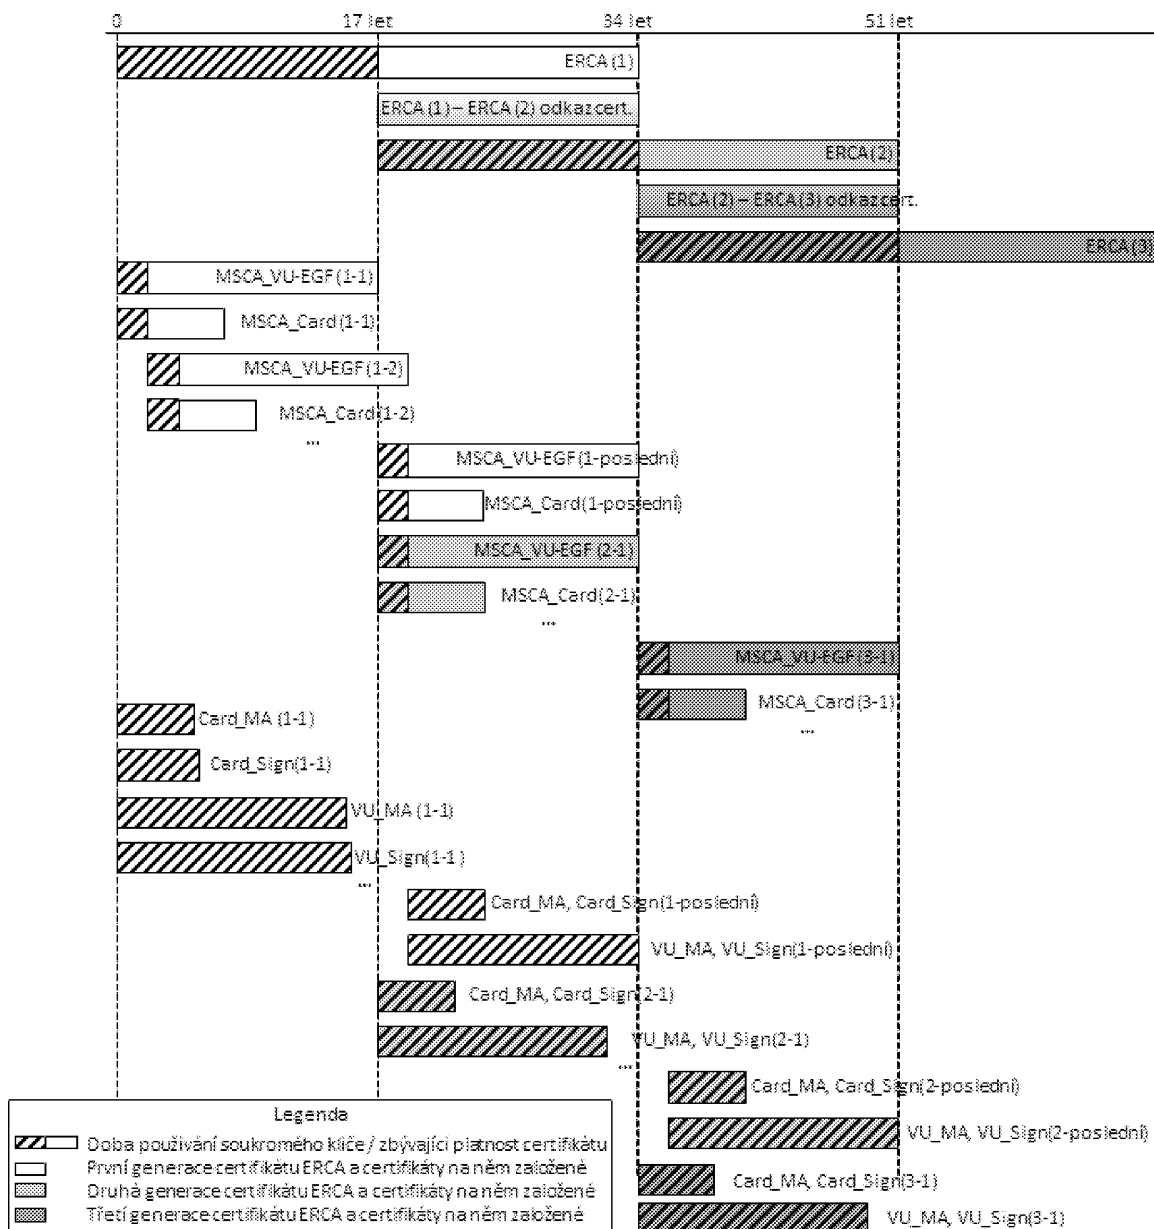 0 17 let 34 let 51 let
ERCA (1)
ERCA (1) – ERCA (2) odkaz cert.
ERCA (2)
ERCA (2) – ERCA (3) odkaz cert.
ERCA (3)
MSCA_VU-EGF (1-1)
MSCA_Card (1-1)
MSCA_VU-EGF (1-2)
MSCA_Card (1-2)
...
MSCA_VU-EGF (1-poslední)
MSCA_Card (1-poslední)
MSCA_VU-EGF (2-1)
MSCA_Card (2-1)
...
MSCA_VU-EGF (3-1)
MSCA_Card (3-1)
...
Card_MA (1-1)
Card_Sign(1-1)
VU_MA (1-1)
VU_Sign(1-1)
...
Card_MA, Card_Sign(1-poslední)
VU_MA, VU_Sign(1-poslední)
Card_MA, Card_Sign(2-1)
VU_MA, VU_Sign(2-1)
...
Card_MA, Card_Sign(2-poslední)
VU_MA, VU_Sign(2-poslední)
Card_MA, Card_Sign(3-1)
VU_MA, VU_Sign(3-1)
Legenda
Doba používání soukromého klíče / zbývající platnost certifikátu
První generace certifikátu ERCA a certifikáty na něm založené
Druhá generace certifikátu ERCA a certifikáty na něm založené
Třetí generace certifikátu ERCA a certifikáty na něm založené